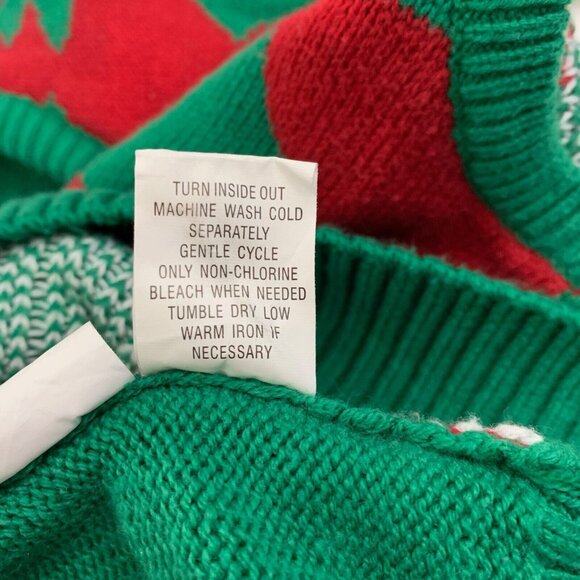 TURN INSIDE OUT
MACHINE WASH COLD
SEPARATELY
GENTLE CYCLE
ONLY NON-CHLORINE
BLEACH WHEN NEEDED
TUMBLE DRY LOW
WARM IRON IF
NECESSARY